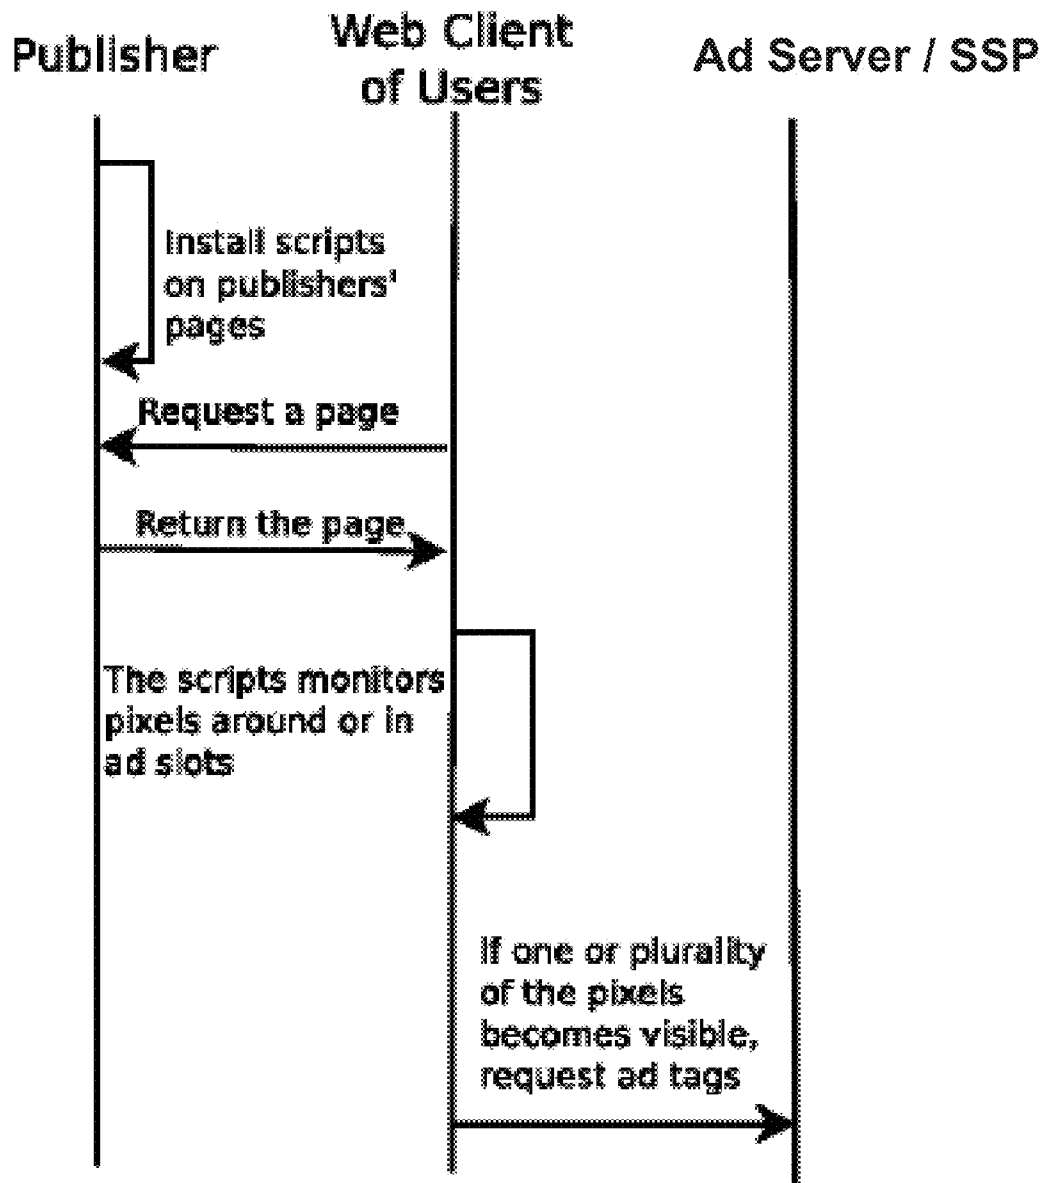 Publisher
Web Client
of Users
Ad Server / SSP
Install scripts
on publishers'
pages
Request a page
Return the page
The scripts monitors
pixels around or in
ad slots
If one or plurality
of the pixels
becomes visible,
request ad tags